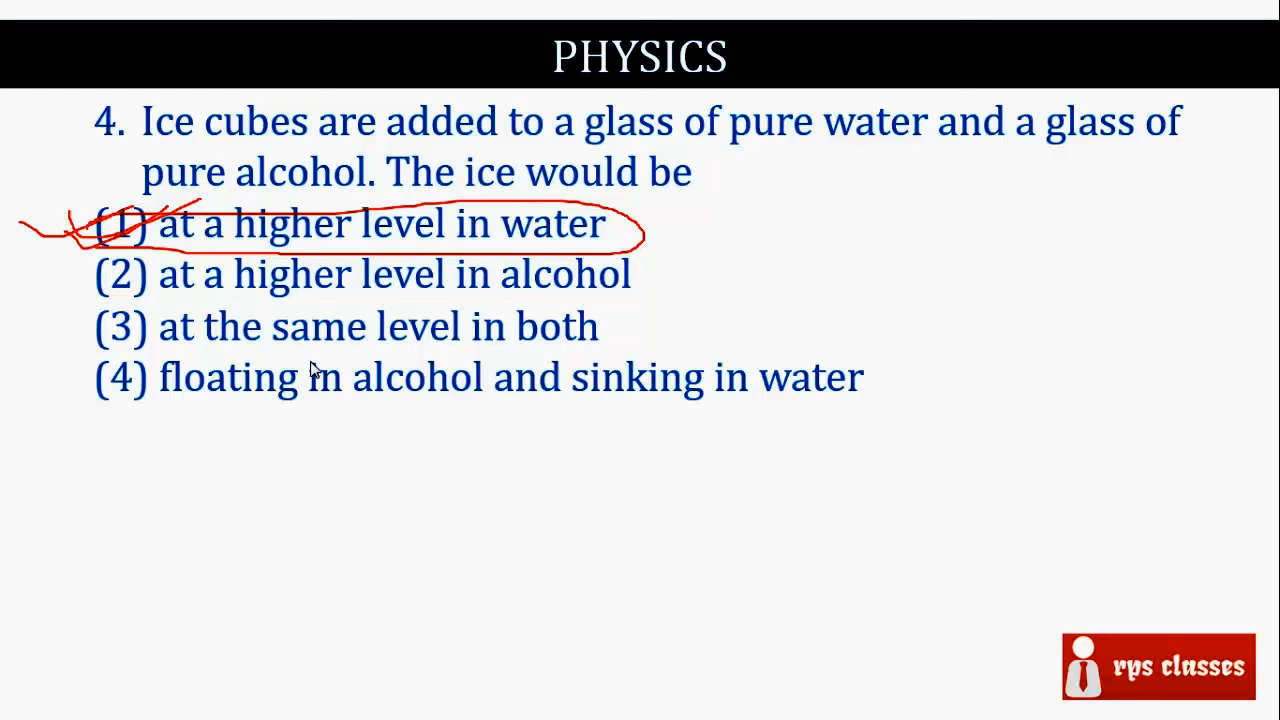 PHYSICS
4. Ice cubes are added to a glass of pure water and a glass of
pure alcohol. The ice would be
(1) at a higher level in water
(2) at a higher level in alcohol
(3) at the same level in both
(4) floating in alcohol and sinking in water
rps classes